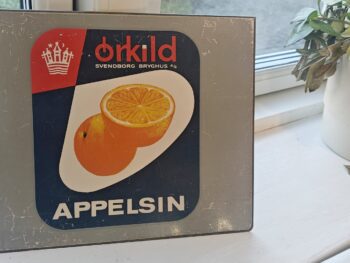 ørkild
SVENDBORG BRYGHUS A/S
APPELSIN